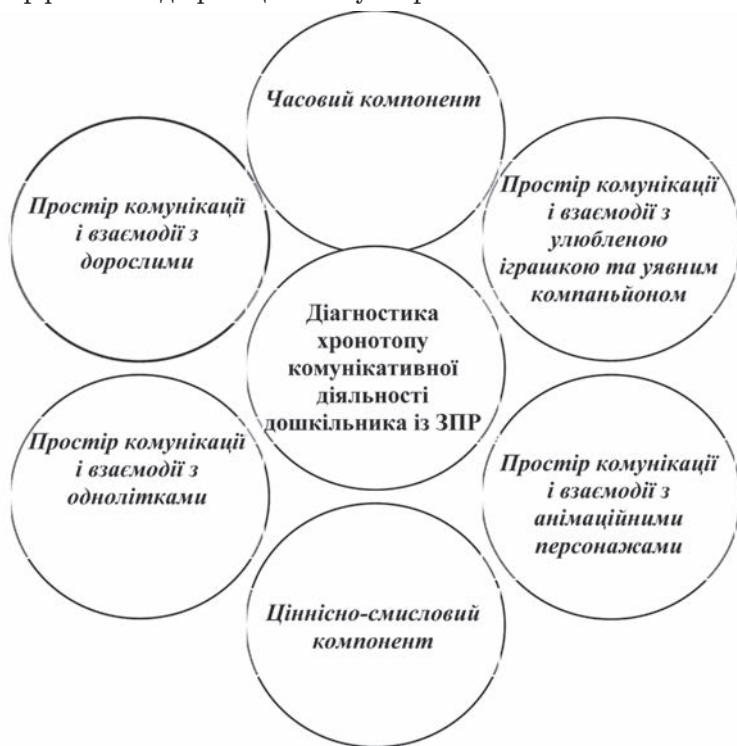 Часовий компонент
Простір комунікації
і взаємодії з
дорослими
Простір комунікації
і взаємодії з
улюбленою
іграшкою та уявним
компаньйоном
Діагностика
хронотопу
комунікативної
діяльності
дошкільника із ЗПР
Простір комунікації
і взаємодії з
однолітками
Простір комунікації
і взаємодії з
анімаційними
персонажами
Ціннісно-смисловий
компонент